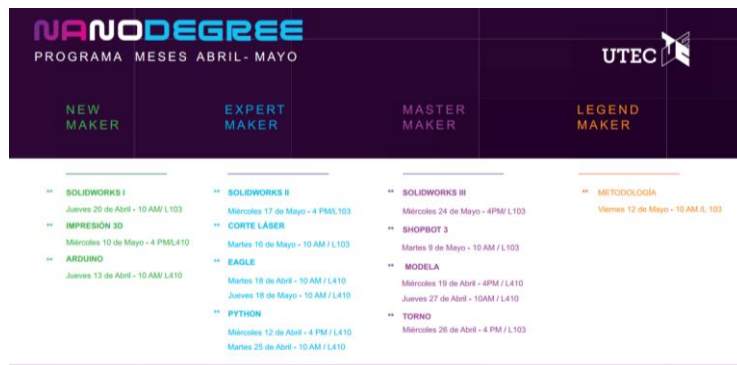 NANODEGREE
PROGRAMA MESES ABRIL- MAYO
UTEC
NEW
MAKER
** SOLIDWORKS I
Jueves 20 de Abril - 10 AM/ L103
** IMPRESIÓN 3D
Miércoles 10 de Mayo - 4 PM/L410
** ARDUINO
Jueves 13 de Abril - 10 AM/ L410
EXPERT
MAKER
** SOLIDWORKS II
Miércoles 17 de Mayo - 4 PM/L103
** CORTE LÁSER
Martes 16 de Mayo - 10 AM / L103
** EAGLE
Martes 18 de Abril - 10 AM / L410
Jueves 18 de Mayo - 10 AM / L410
** PYTHON
Miércoles 12 de Abril - 4 PM / L410
Martes 25 de Abril - 10 AM / L410
MASTER
MAKER
** SOLIDWORKS III
Miércoles 24 de Mayo - 4PM/ L103
** SHOPBOT 3
Martes 9 de Mayo - 10 AM / L103
** MODELA
Miércoles 19 de Abril - 4PM / L410
Jueves 27 de Abril - 10AM / L410
** TORNO
Miércoles 26 de Abril - 4 PM / L103
LEGEND
MAKER
** METODOLOGÍA
Viernes 12 de Mayo - 10 AM /L 103